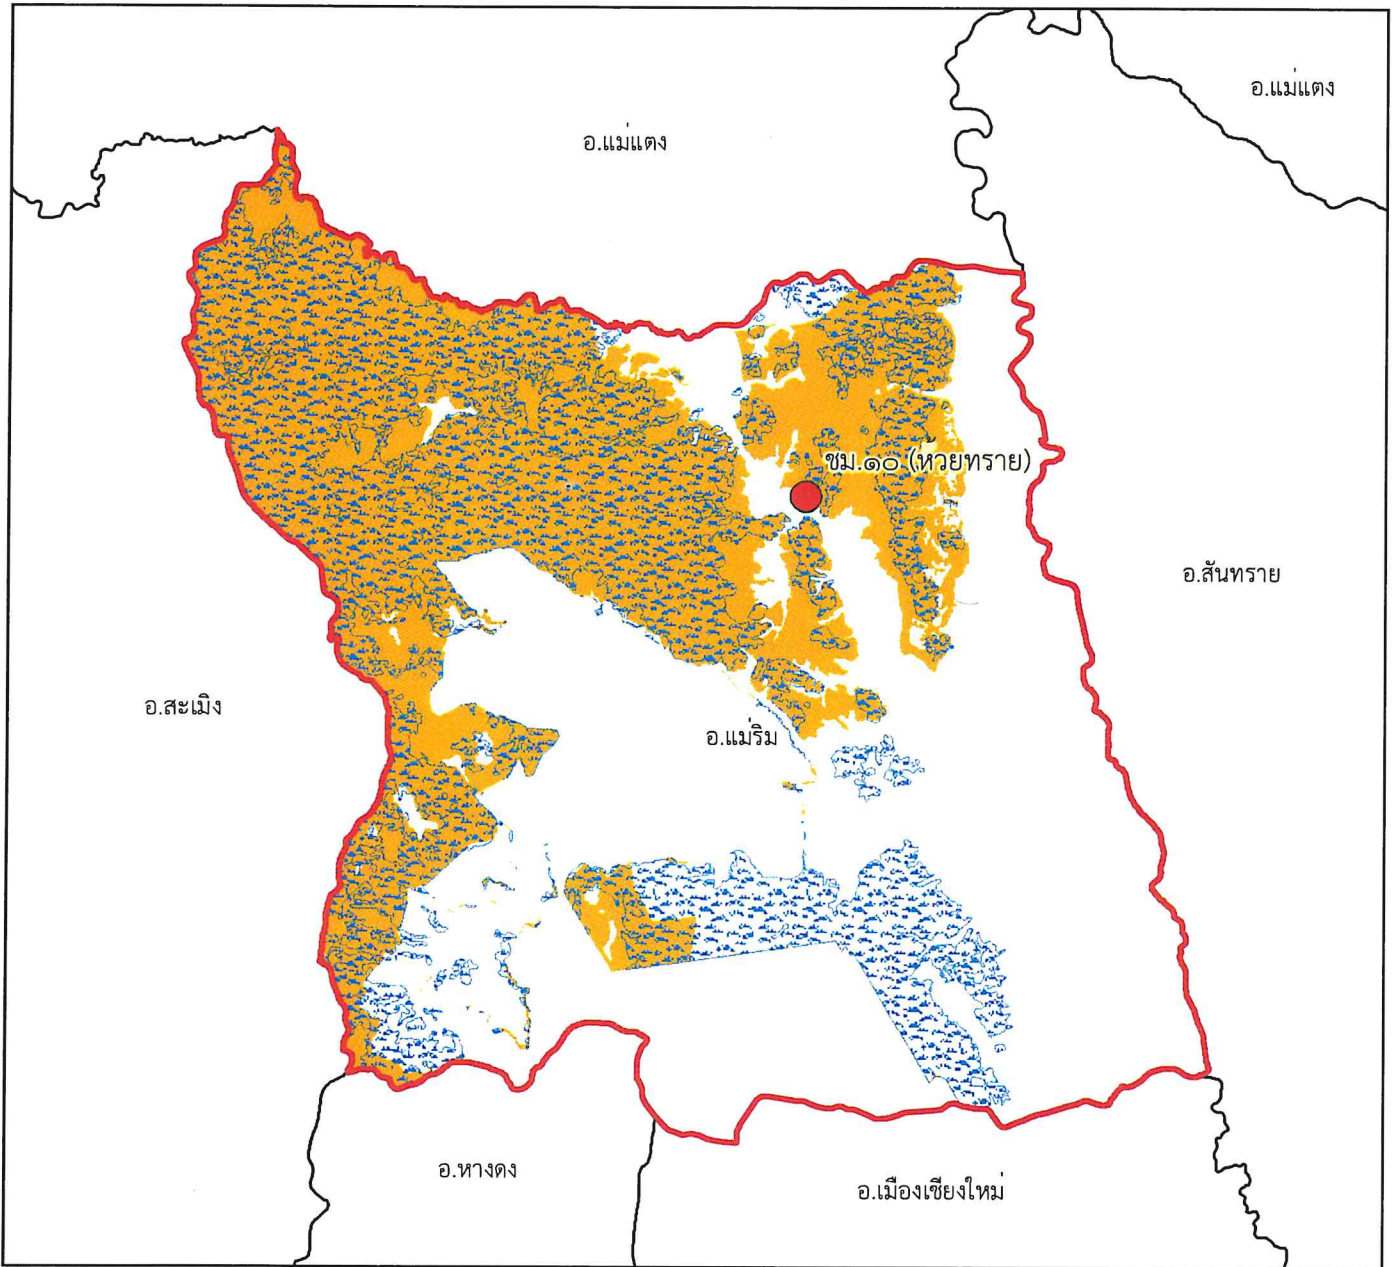 อ.แม่แตง
อ.แม่แตง
ชม.๑๐ (ห้วยทราย)
อ.สันทราย
อ.สะเมิง
อ.แม่ริม
อ.หางดง
อ.เมืองเชียงใหม่